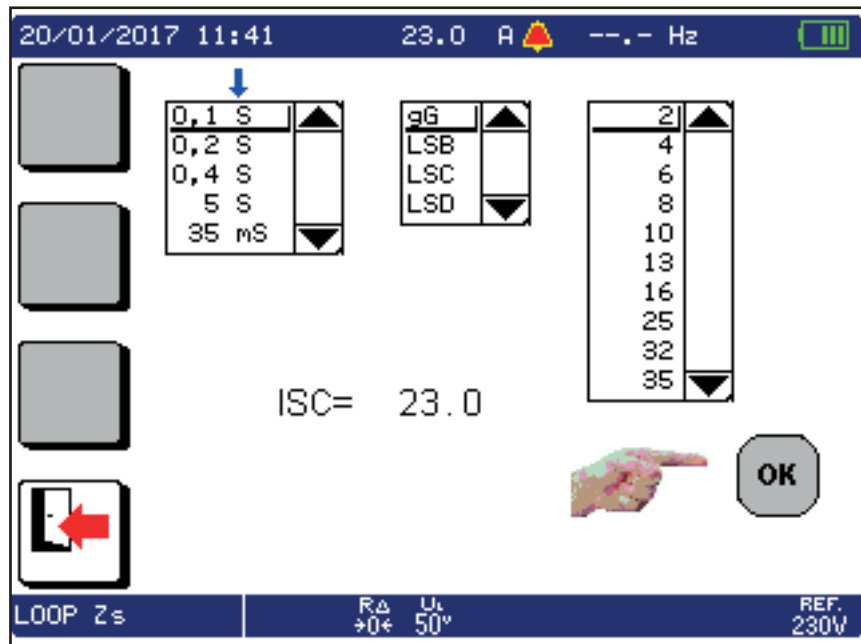 20/01/2017 11:41 23.0 A --.- Hz
0,1 S
0,2 S
0,4 S
5 S
35 mS
gG
LSB
LSC
LSD
2
4
6
8
10
13
16
25
32
35
ISC= 23.0
OK
LOOP Zs
RΔ
→0←
UL
50V
REF.
230V